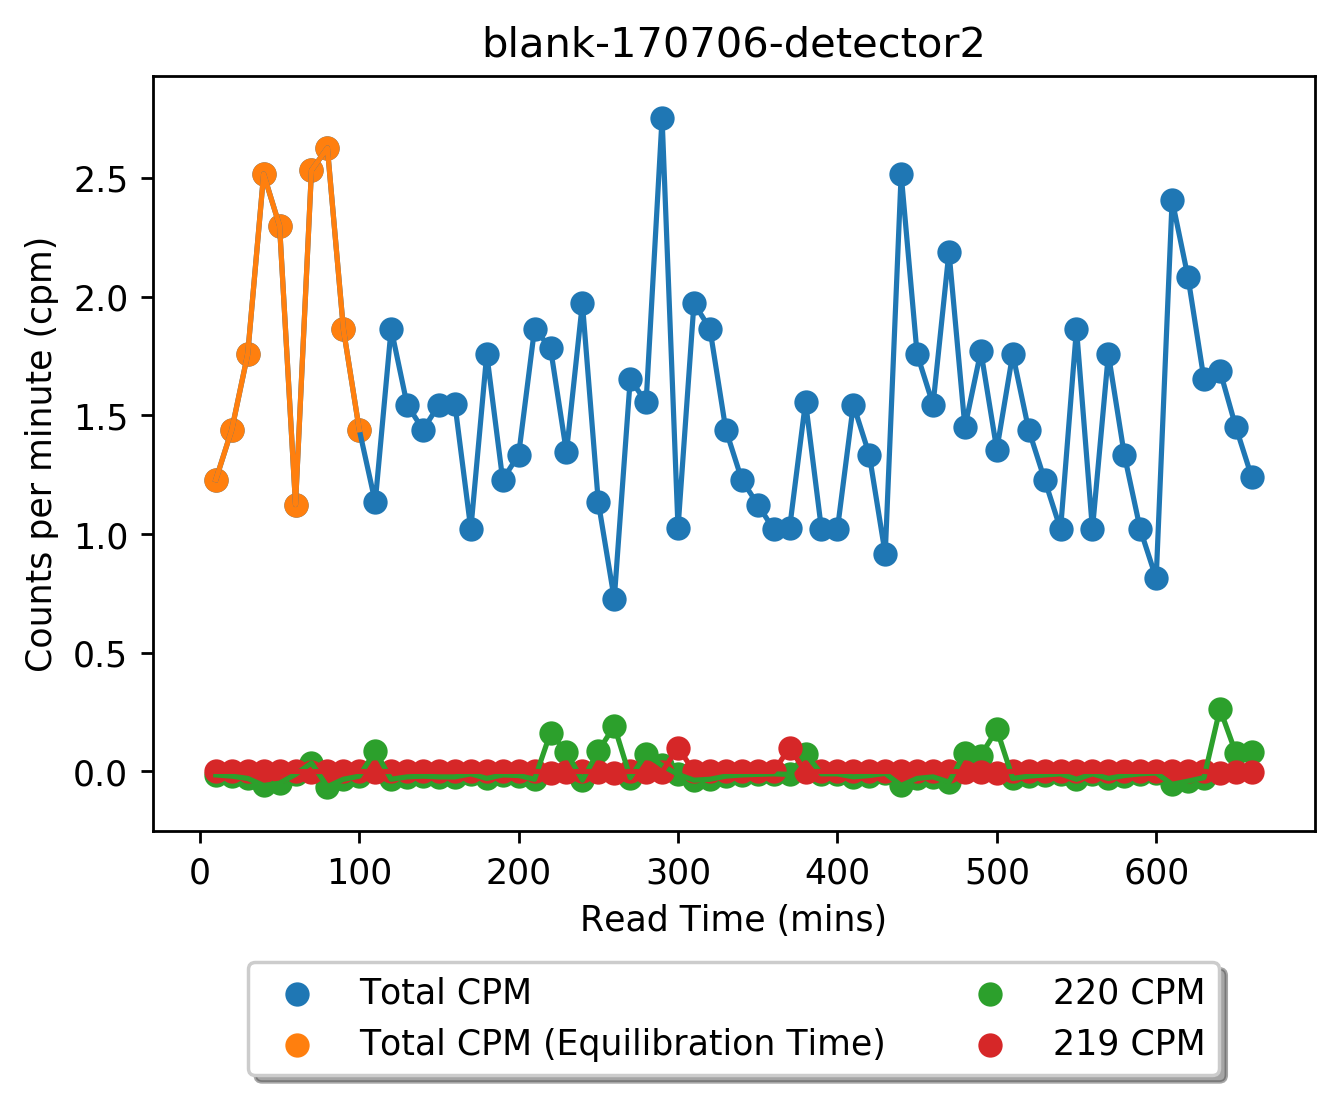 blank-170706-detector2
Counts per minute (cpm)
2.5
2.0
1.5
1.0
0.5
0.0
0 100 200 300 400 500 600
Read Time (mins)
Total CPM
Total CPM (Equilibration Time)
220 CPM
219 CPM